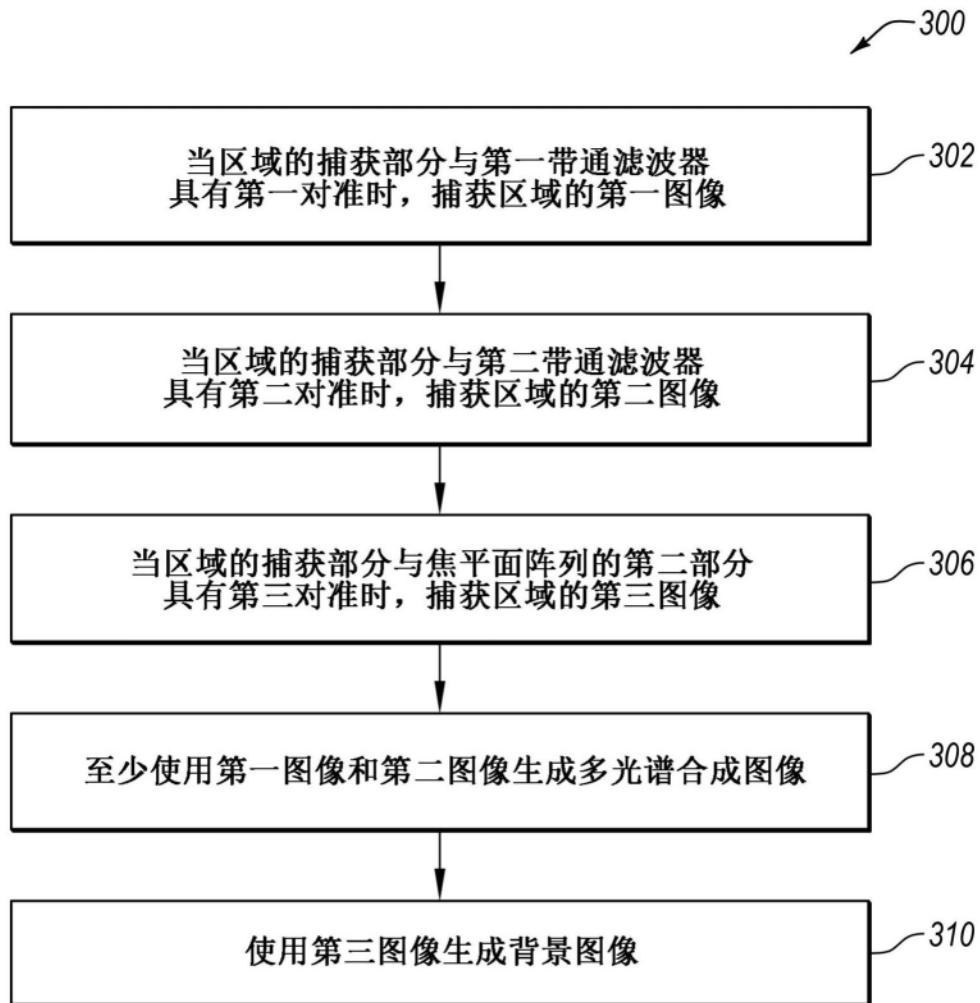 300
当区域的捕获部分与第一带通滤波器
具有第一对准时，捕获区域的第一图像
302
当区域的捕获部分与第二带通滤波器
具有第二对准时，捕获区域的第二图像
304
当区域的捕获部分与焦平面阵列的第二部分
具有第三对准时，捕获区域的第三图像
306
至少使用第一图像和第二图像生成多光谱合成图像
308
使用第三图像生成背景图像
310